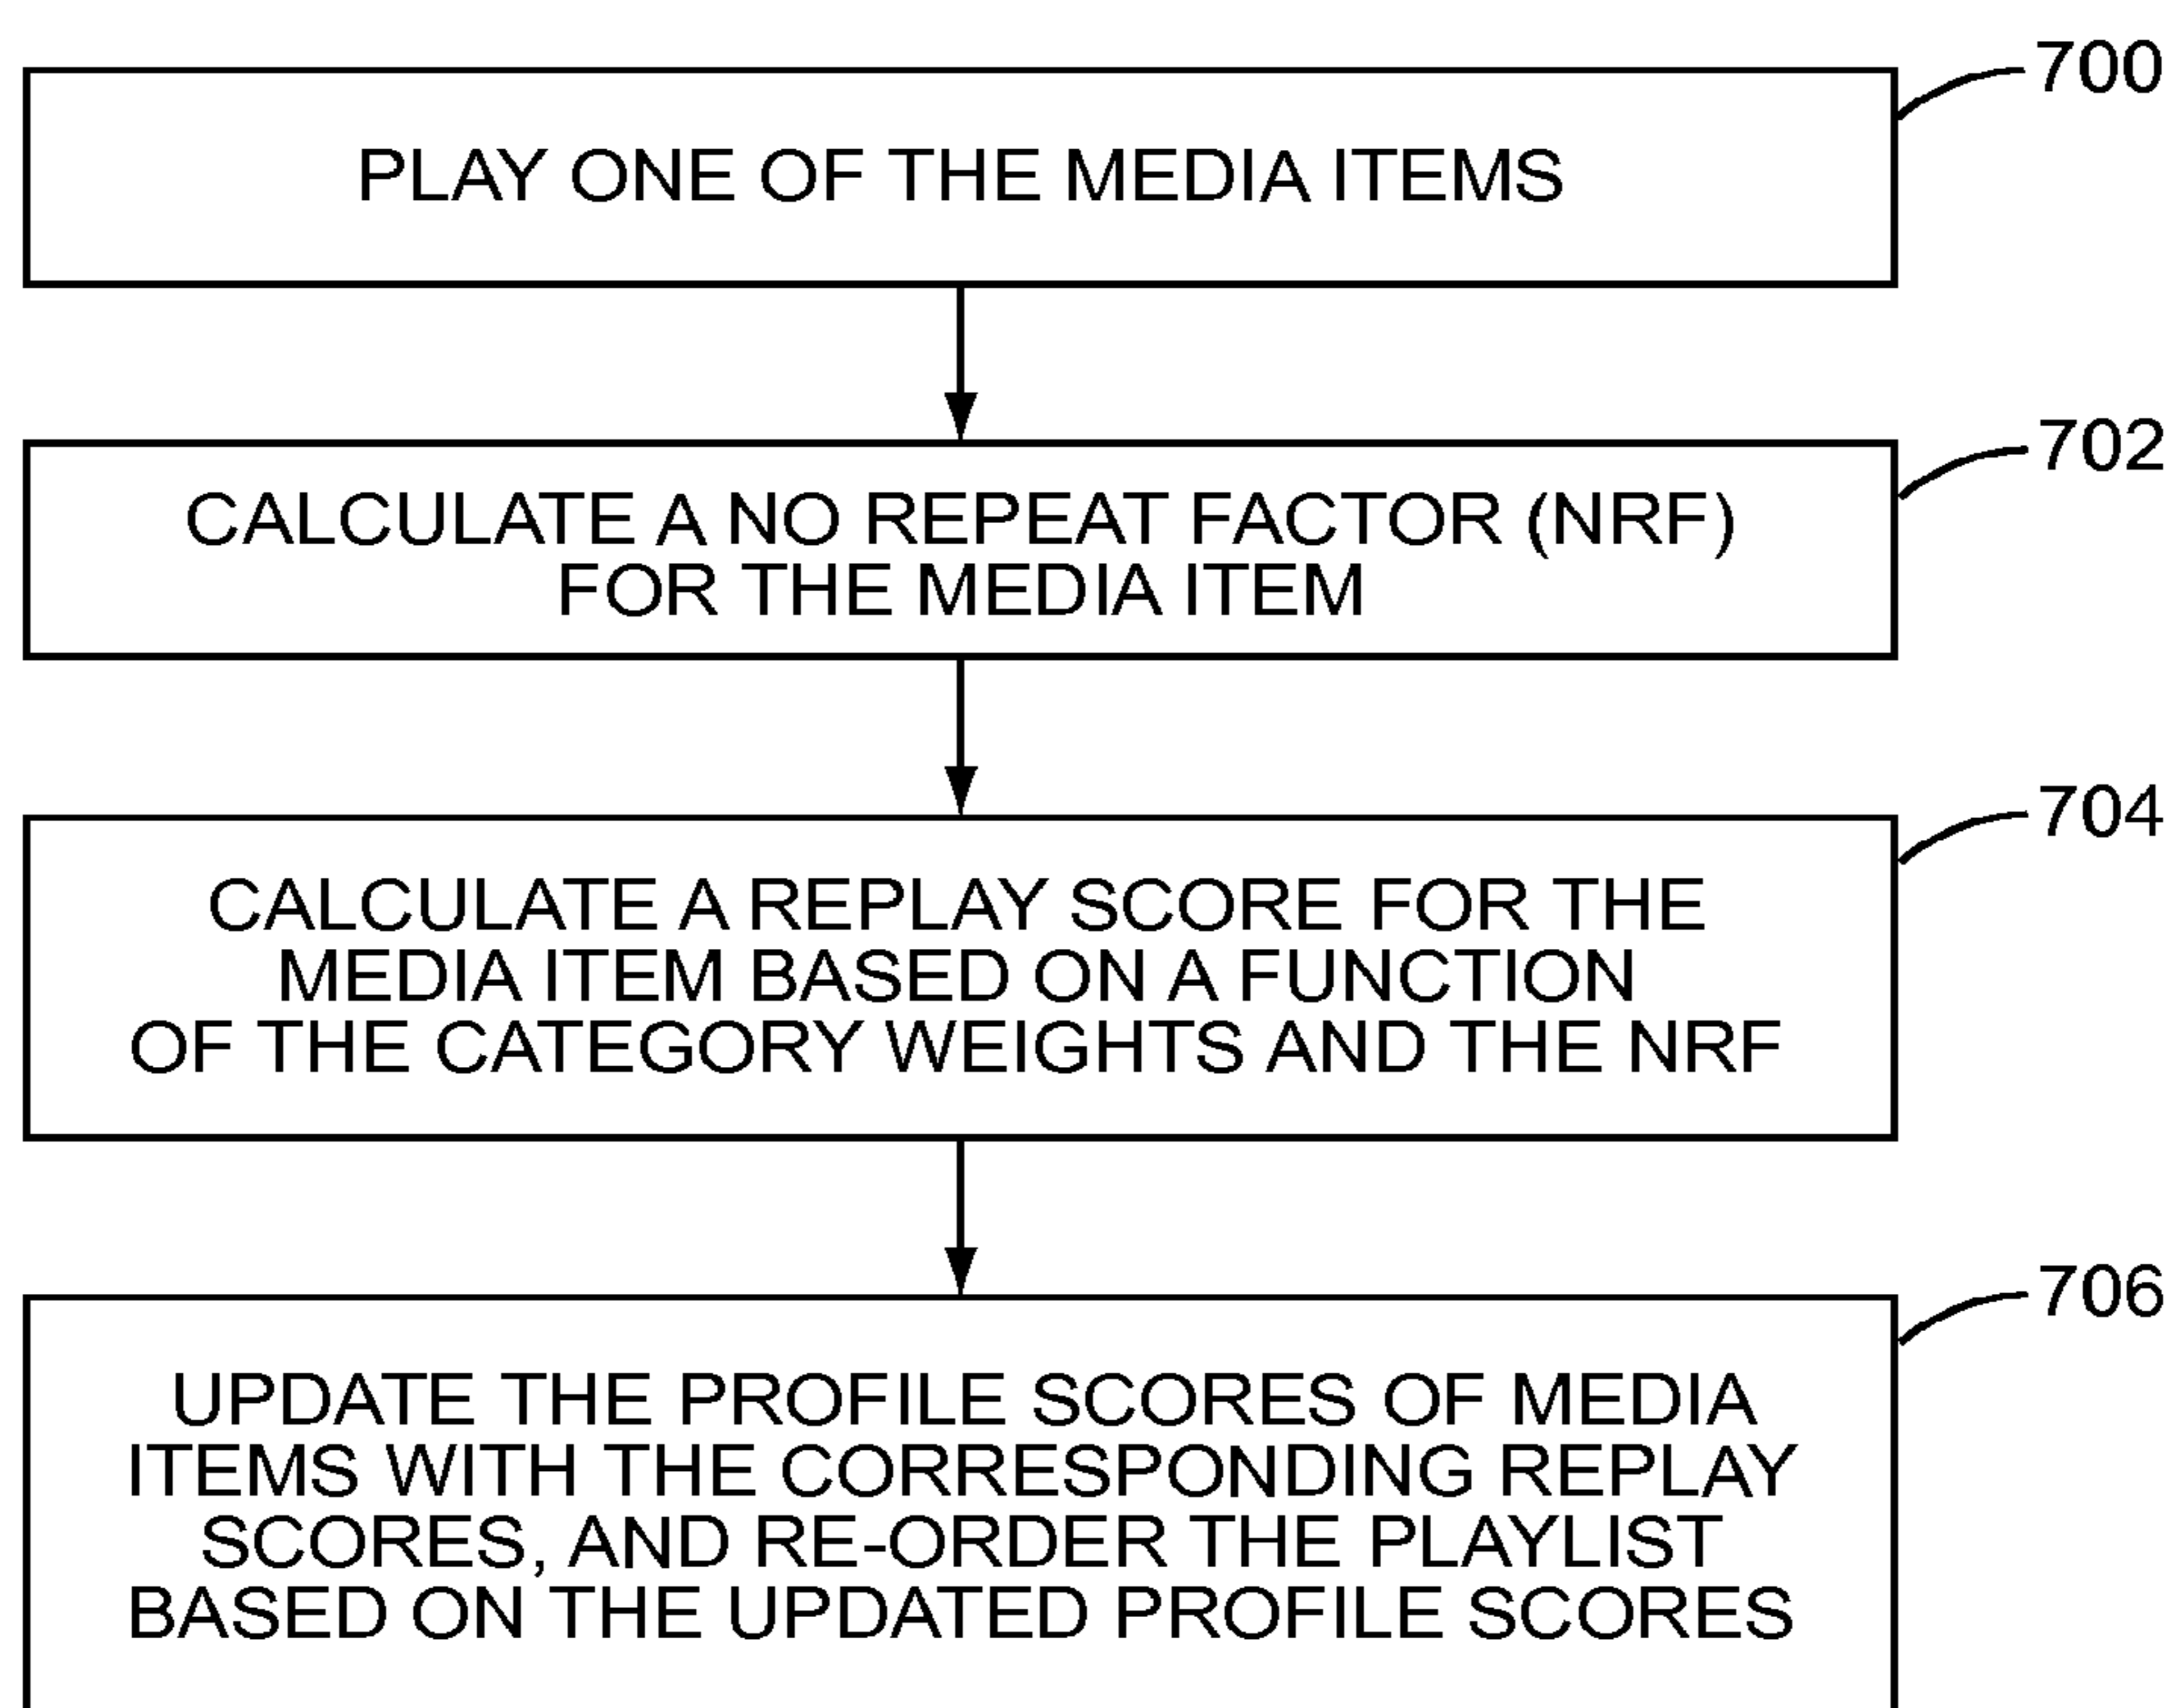 700
PLAY ONE OF THE MEDIA ITEMS
702
CALCULATE A NO REPEAT FACTOR (NRF)
FOR THE MEDIA ITEM
704
CALCULATE A REPLAY SCORE FOR THE
MEDIA ITEM BASED ON A FUNCTION
OF THE CATEGORY WEIGHTS AND THE NRF
706
UPDATE THE PROFILE SCORES OF MEDIA
ITEMS WITH THE CORRESPONDING REPLAY
SCORES, AND RE-ORDER THE PLAYLIST
BASED ON THE UPDATED PROFILE SCORES